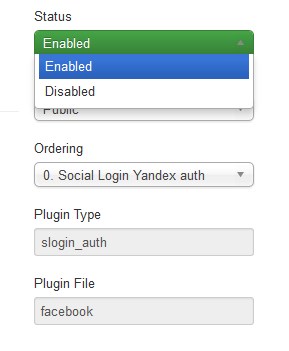 Status
Enabled
Enabled
Disabled
Public
Ordering
0. Social Login Yandex auth
Plugin Type
slogin_auth
Plugin File
facebook